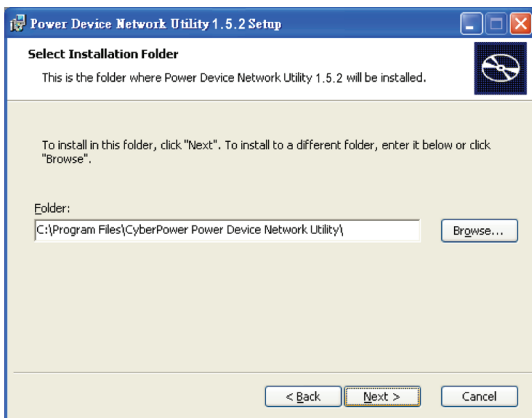 Power Device Network Utility 1.5.2 Setup
Select Installation Folder
This is the folder where Power Device Network Utility 1.5.2 will be installed.
To install in this folder, click "Next". To install to a different folder, enter it below or click
"Browse".
Folder:
C:\Program Files\CyberPower Power Device Network Utility\
Browse...
< Back
Next >
Cancel